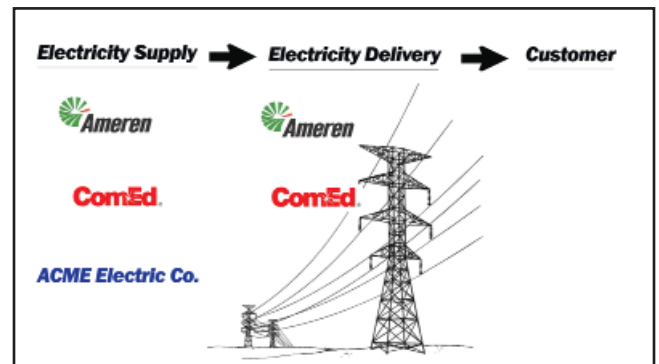 Electricity Supply Electricity Delivery Customer
Ameren Ameren
ComEd. ComEd.
ACME Electric Co.